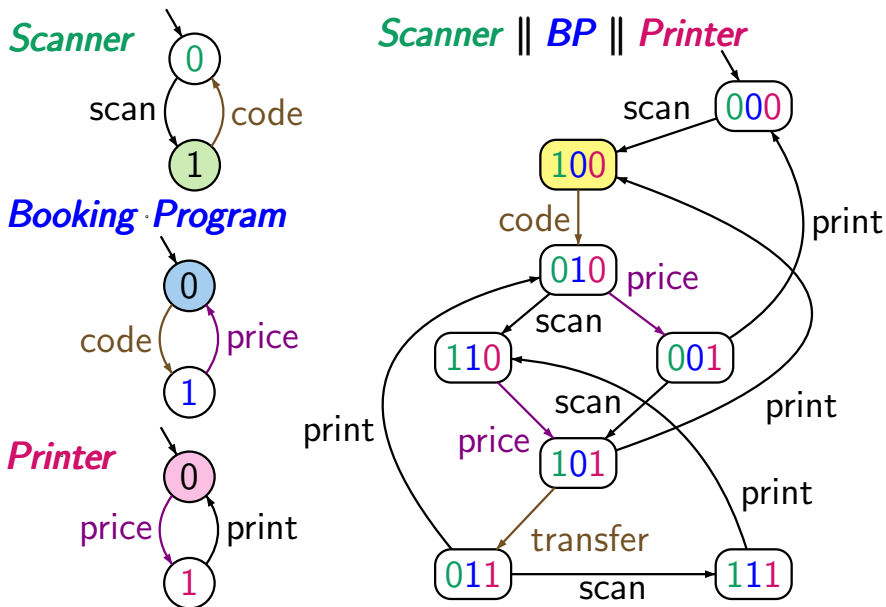 Scanner
0
scan
code
1
Booking Program
0
code
price
1
Printer
0
price
print
1
Scanner || BP || Printer
000
scan
100
code
print
010
price
scan
110
001
scan
print
price
print
101
print
transfer
011
scan
111